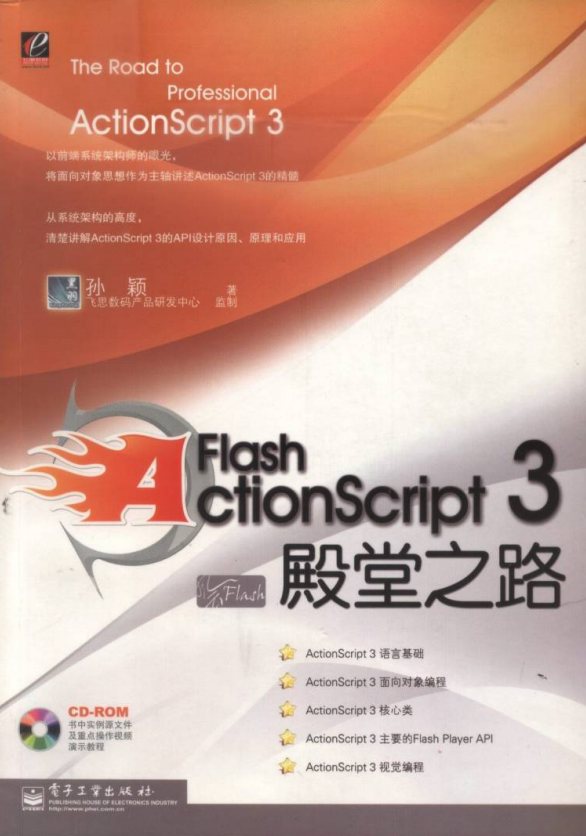 The Road to
Professional
ActionScript 3
以前端系统架构师的眼光,
将面向对象思想作为主轴讲述ActionScript 3的精髓
从系统架构的高度,
清楚讲解ActionScript 3的API设计原因、原理和应用
黑羽
孙 颖 著
飞思数码产品研发中心 监制
Flash
ActionScript 3
殿堂之路
Flash
ActionScript 3 语言基础
ActionScript 3 面向对象编程
ActionScript 3 核心类
ActionScript 3 主要的Flash Player API
ActionScript 3 视觉编程
CD-ROM
书中实例源文件
及重点操作视频
演示教程
电子工业出版社
PUBLISHING HOUSE OF ELECTRONICS INDUSTRY
http://www.phei.com.cn